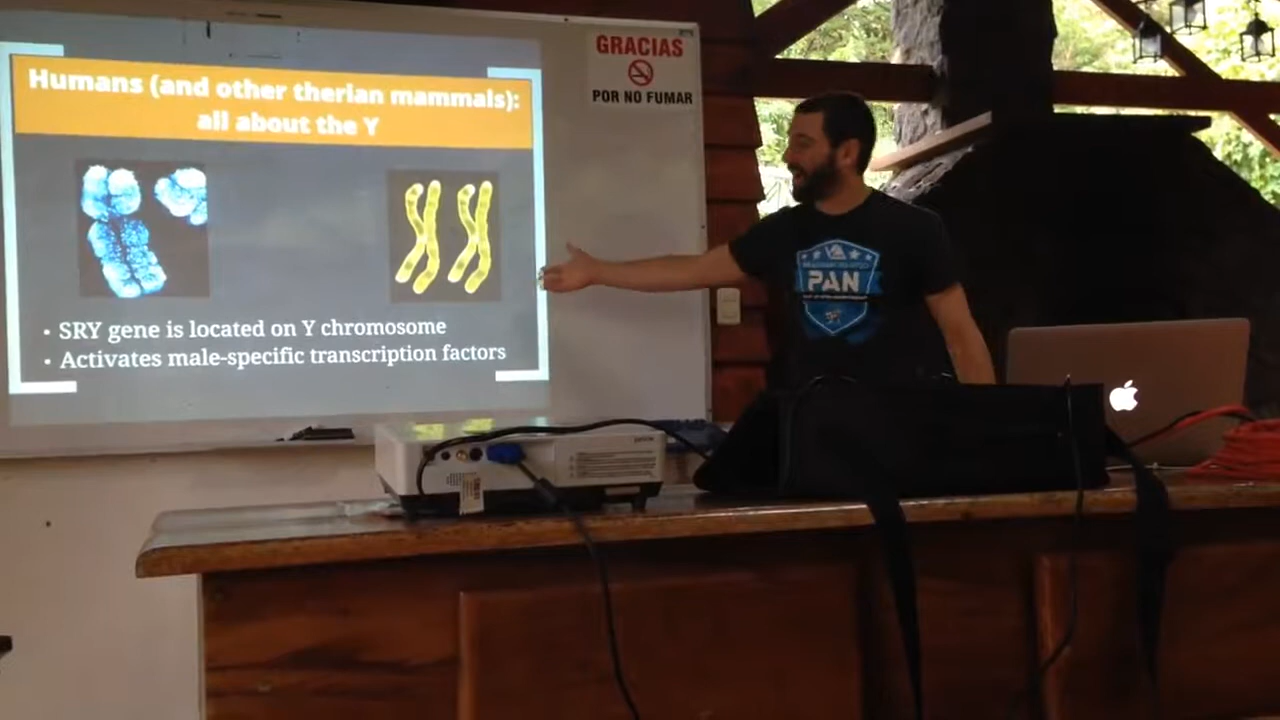 Humans (and other therian mammals):
all about the Y
SRY gene is located on Y chromosome
Activates male-specific transcription factors
GRACIAS
POR NO FUMAR
PAN